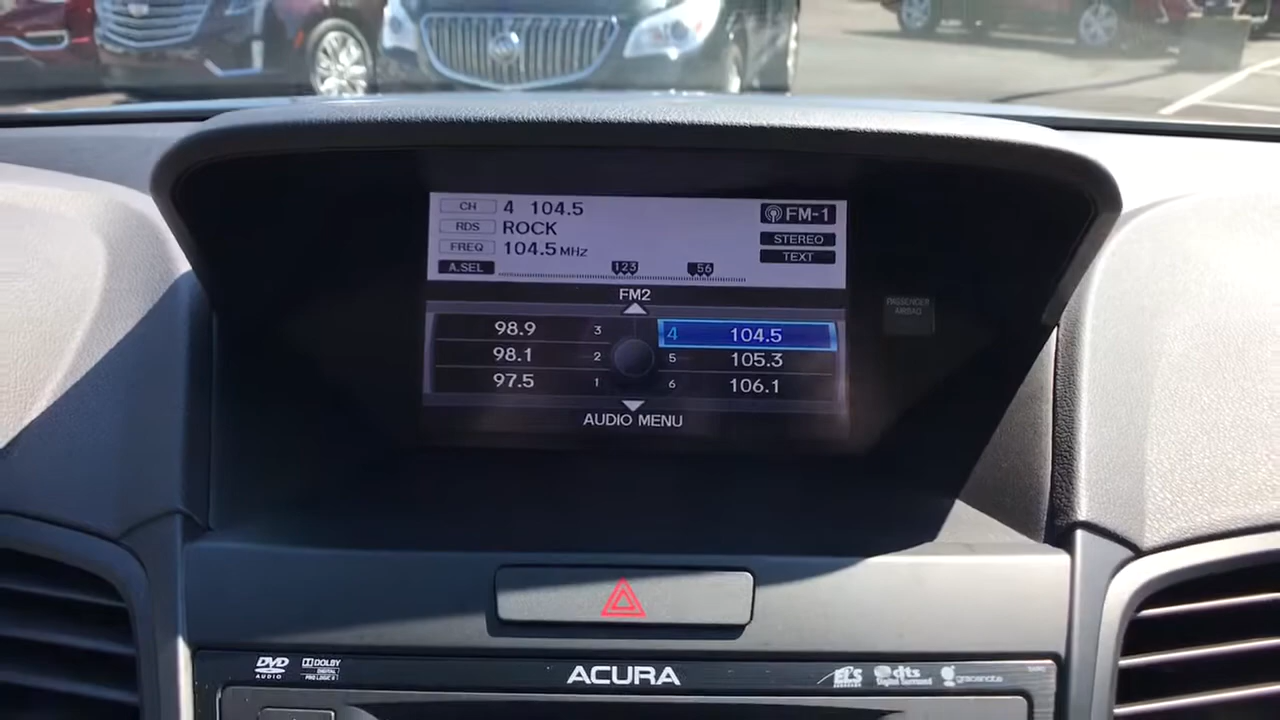 CH 4 104.5
RDS ROCK
FREQ 104.5 MHz
A.SEL 123 56
FM-1
STEREO
TEXT
FM2
98.9 3 4 104.5
98.1 2 5 105.3
97.5 1 6 106.1
AUDIO MENU
PASSENGER
AIRBAG
DVD
AUDIO
DOLBY
DIGITAL
PRO LOGIC II
ACURA
ELS
dts
Digital Surround
gracenote